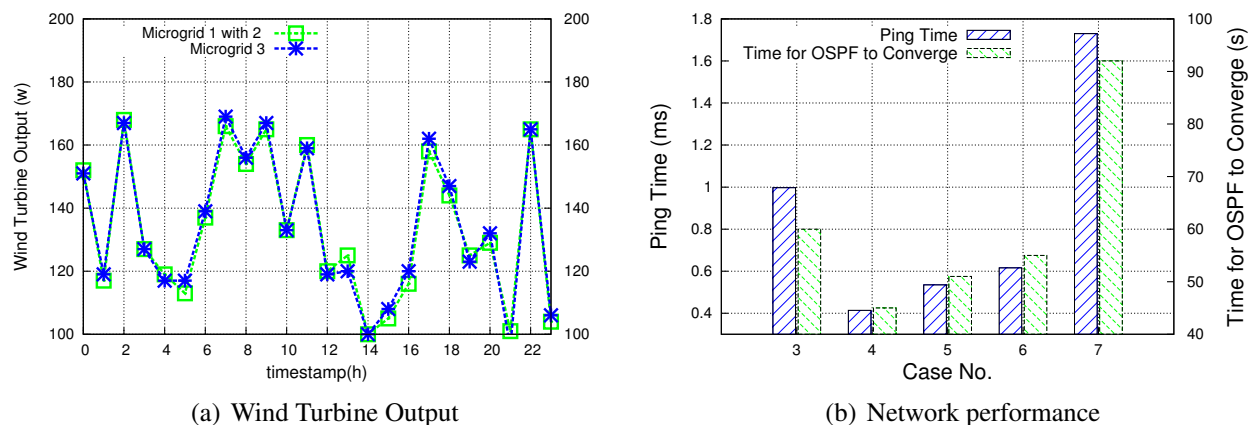 200
180
160
140
120
100
Wind Turbine Output (w)
Microgrid 1 with 2
Microgrid 3
200
180
160
140
120
100
0 2 4 6 8 10 12 14 16 18 20 22
timestamp(h)
(a) Wind Turbine Output
1.8
1.6
1.4
1.2
1
0.8
0.6
0.4
Ping Time (ms)
Ping Time
Time for OSPF to Converge
100
90
80
70
60
50
40
Time for OSPF to Converge (s)
3 4 5 6 7
Case No.
(b) Network performance